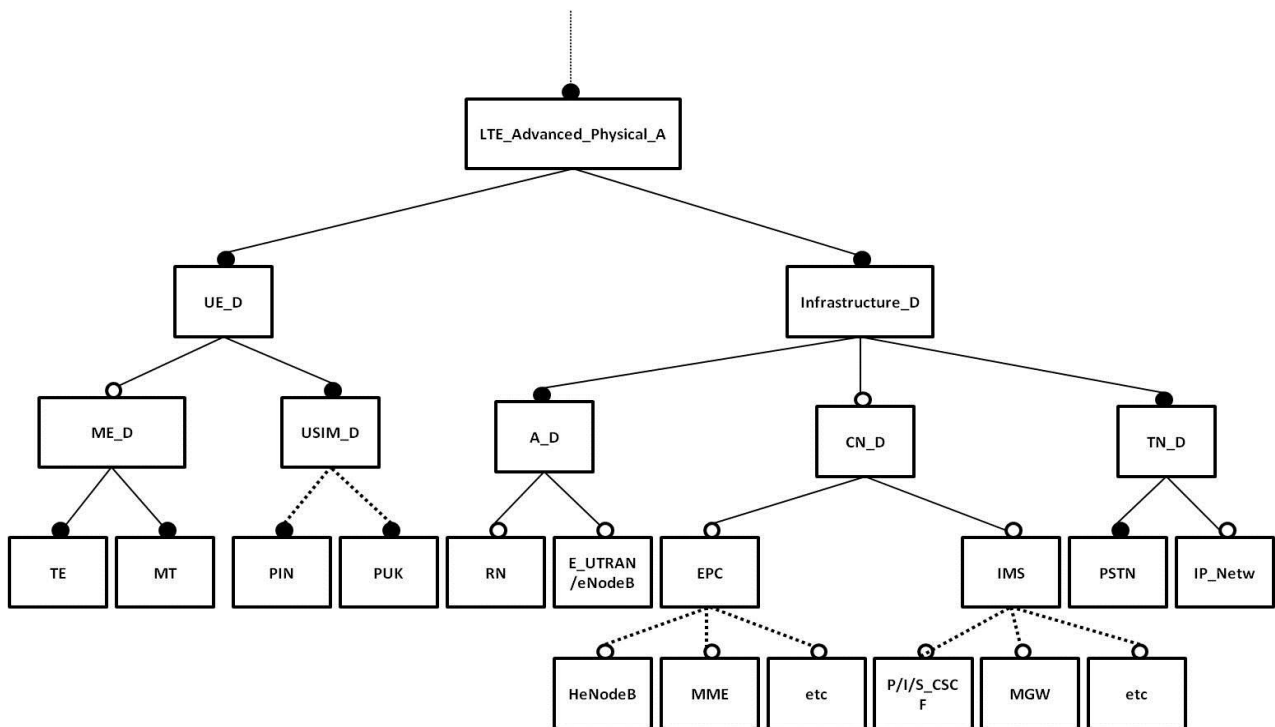 LTE_Advanced_Physical_A
UE_D
Infrastructure_D
ME_D
USIM_D
A_D
CN_D
TN_D
TE
MT
PIN
PUK
RN
E_UTRAN
/eNodeB
EPC
IMS
PSTN
IP_Netw
HeNodeB
MME
etc
P/I/S_CSC
F
MGW
etc